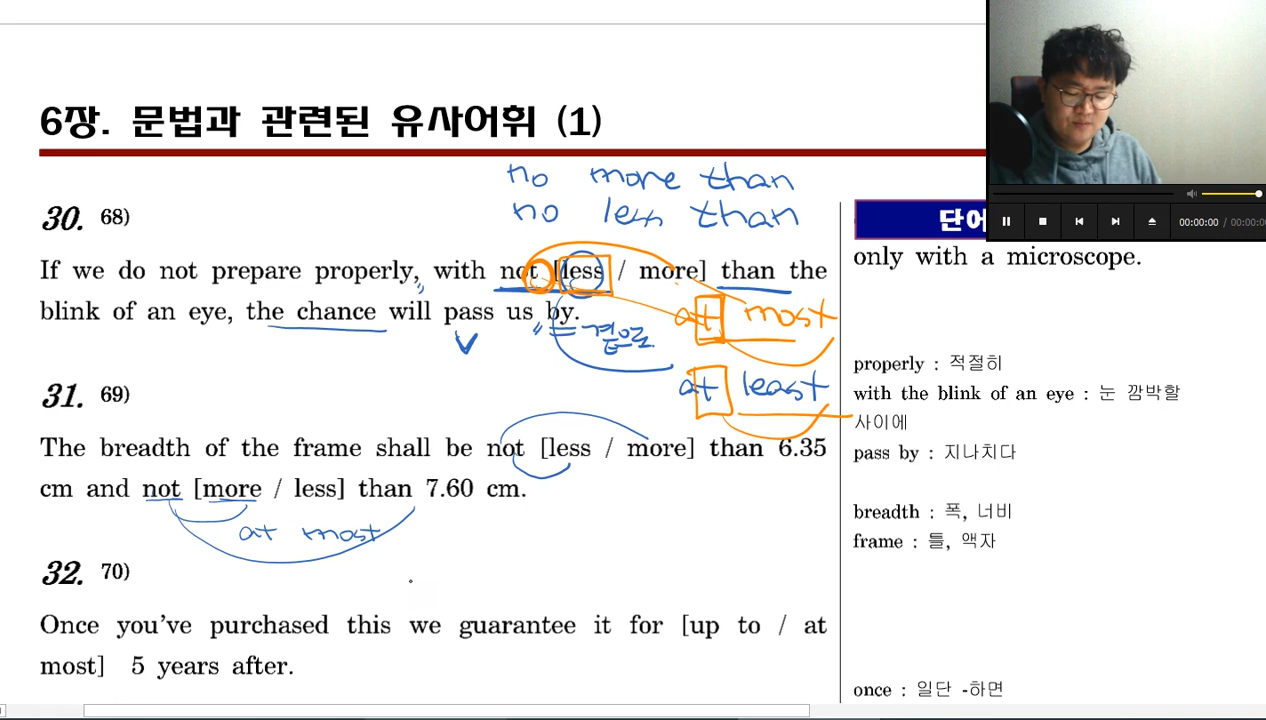 6장. 문법과 관련된 유사어휘 (1)
no more than
no less than
30. 68)
If we do not prepare properly, with not [less / more] than the
blink of an eye, the chance will pass us by.
at most
at least
31. 69)
The breadth of the frame shall be not [less / more] than 6.35
cm and not [more / less] than 7.60 cm.
at most
32. 70)
Once you've purchased this we guarantee it for [up to / at
most] 5 years after.
00:00:00 / 00:00:0
단어
only with a microscope.
properly : 적절히
with the blink of an eye : 눈 깜박할
사이에
pass by : 지나치다
breadth : 폭, 너비
frame : 틀, 액자
once : 일단 -하면